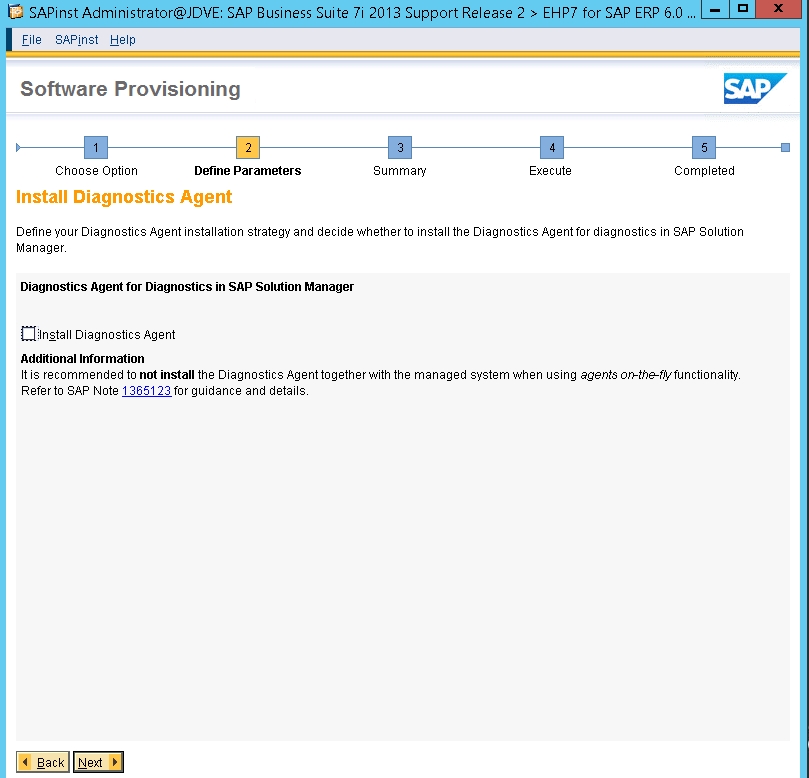 SAPinst Administrator@JDVE: SAP Business Suite 7i 2013 Support Release 2 > EHP7 for SAP ERP 6.0 ...
File SAPinst Help
Software Provisioning
SAP
1 2 3 4 5
Choose Option Define Parameters Summary Execute Completed
Install Diagnostics Agent
Define your Diagnostics Agent installation strategy and decide whether to install the Diagnostics Agent for diagnostics in SAP Solution
Manager.
Diagnostics Agent for Diagnostics in SAP Solution Manager
Install Diagnostics Agent
Additional Information
It is recommended to not install the Diagnostics Agent together with the managed system when using agents on-the-fly functionality.
Refer to SAP Note 1365123 for guidance and details.
Back Next